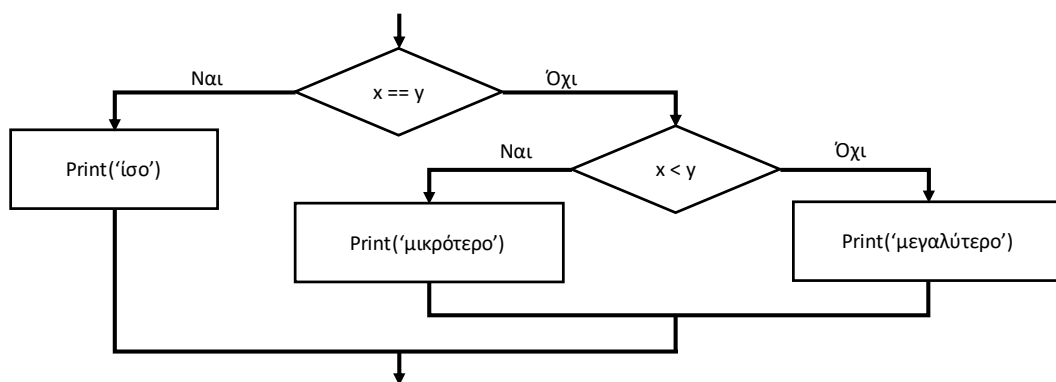 Ναι
Όχι
x == y
Print(‘ίσο’)
Ναι
Όχι
x < y
Print(‘μικρότερο’)
Print(‘μεγαλύτερο’)